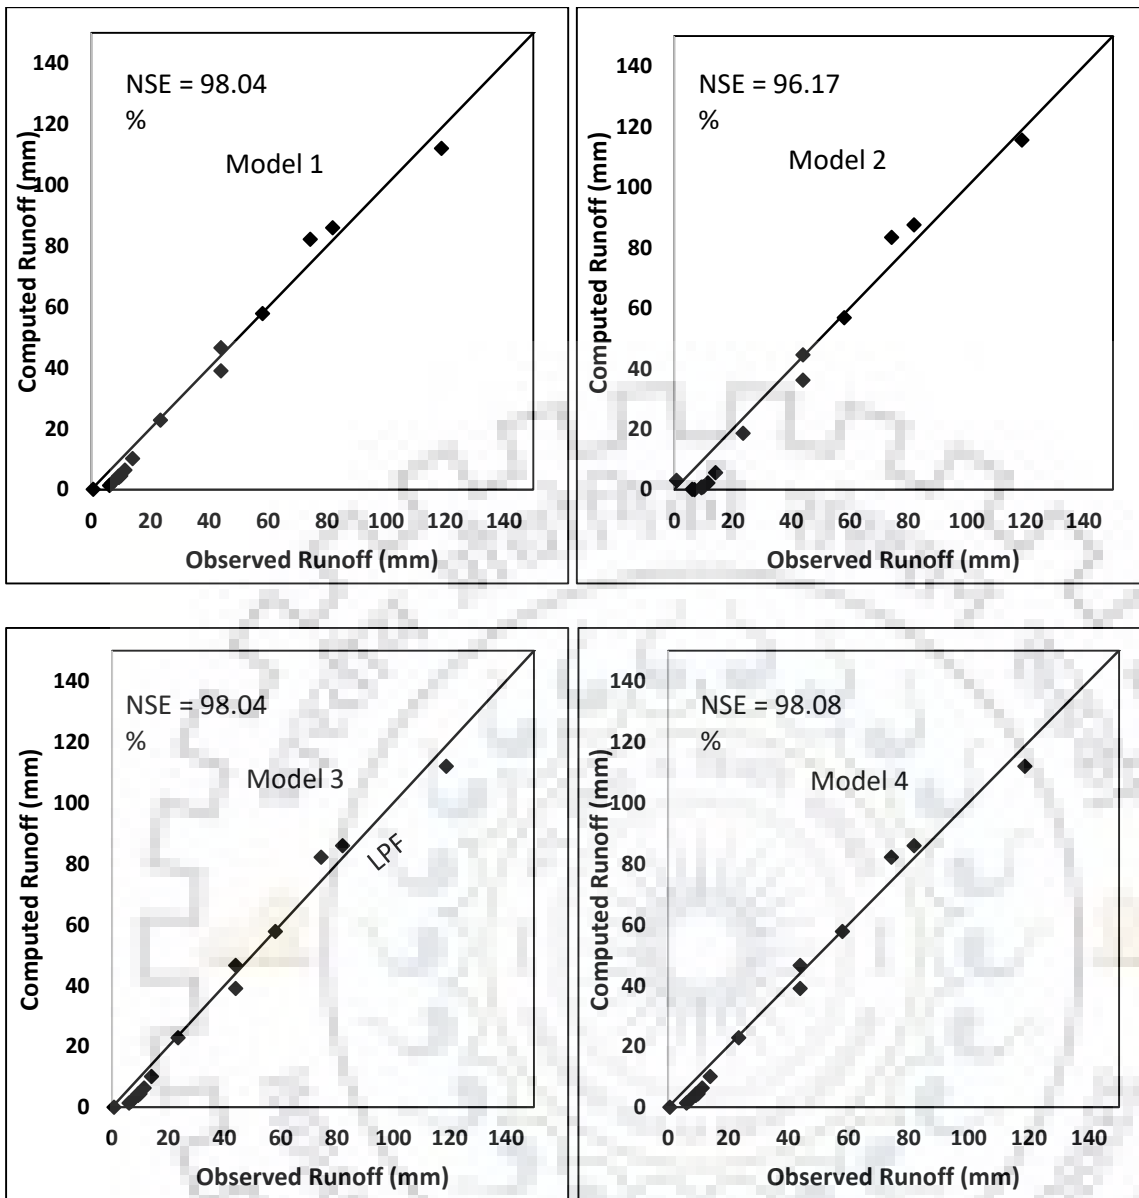 NSE = 98.04
%
Model 1
Computed Runoff (mm)
140
120
100
80
60
40
20
0
0 20 40 60 80 100 120 140
Observed Runoff (mm)
NSE = 96.17
%
Model 2
Computed Runoff (mm)
140
120
100
80
60
40
20
0
0 20 40 60 80 100 120 140
Observed Runoff (mm)
NSE = 98.04
%
Model 3
LPF
Computed Runoff (mm)
140
120
100
80
60
40
20
0
0 20 40 60 80 100 120 140
Observed Runoff (mm)
NSE = 98.08
%
Model 4
Computed Runoff (mm)
140
120
100
80
60
40
20
0
0 20 40 60 80 100 120 140
Observed Runoff (mm)